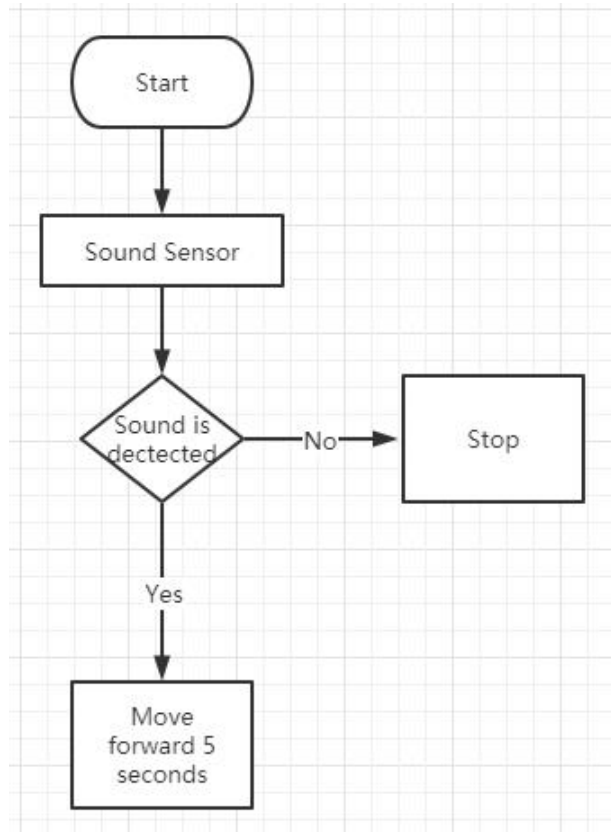 Start
Sound Sensor
Sound is
dectected
No
Stop
Yes
Move
forward 5
seconds